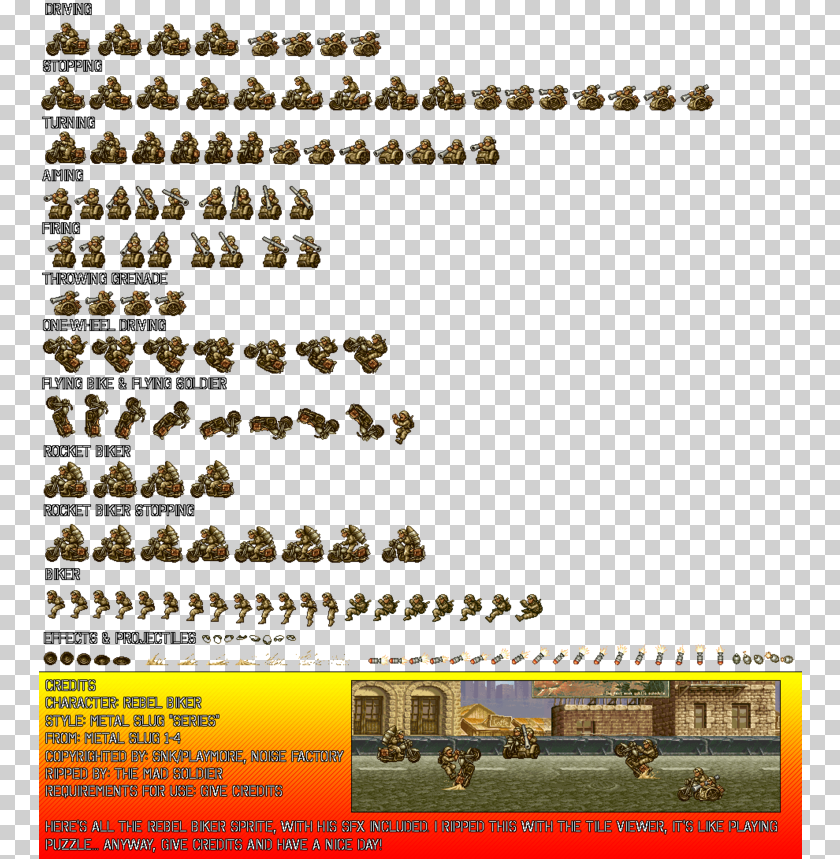 DRIVING
STOPPING
TURNING
AIMING
FIRING
THROWING GRENADE
ONE-WHEEL DRIVING
FLYING BIKE & FLYING SOLDIER
ROCKET BIKER
ROCKET BIKER STOPPING
BIKER
EFFECTS & PROJECTILES
CREDITS
CHARACTER: REBEL BIKER
STYLE: METAL SLUG "SERIES"
FROM: METAL SLUG 1-4
COPYRIGHTED BY: SNK/PLAYMORE, NOISE FACTORY
RIPPED BY: THE MAD SOLDIER
REQUIREMENTS FOR USE: GIVE CREDITS
HERE'S ALL THE REBEL BIKER SPRITE, WITH HIS SFX INCLUDED. I RIPPED THIS WITH THE TILE VIEWER, IT'S LIKE PLAYING
PUZZLE... ANYWAY, GIVE CREDITS AND HAVE A NICE DAY!